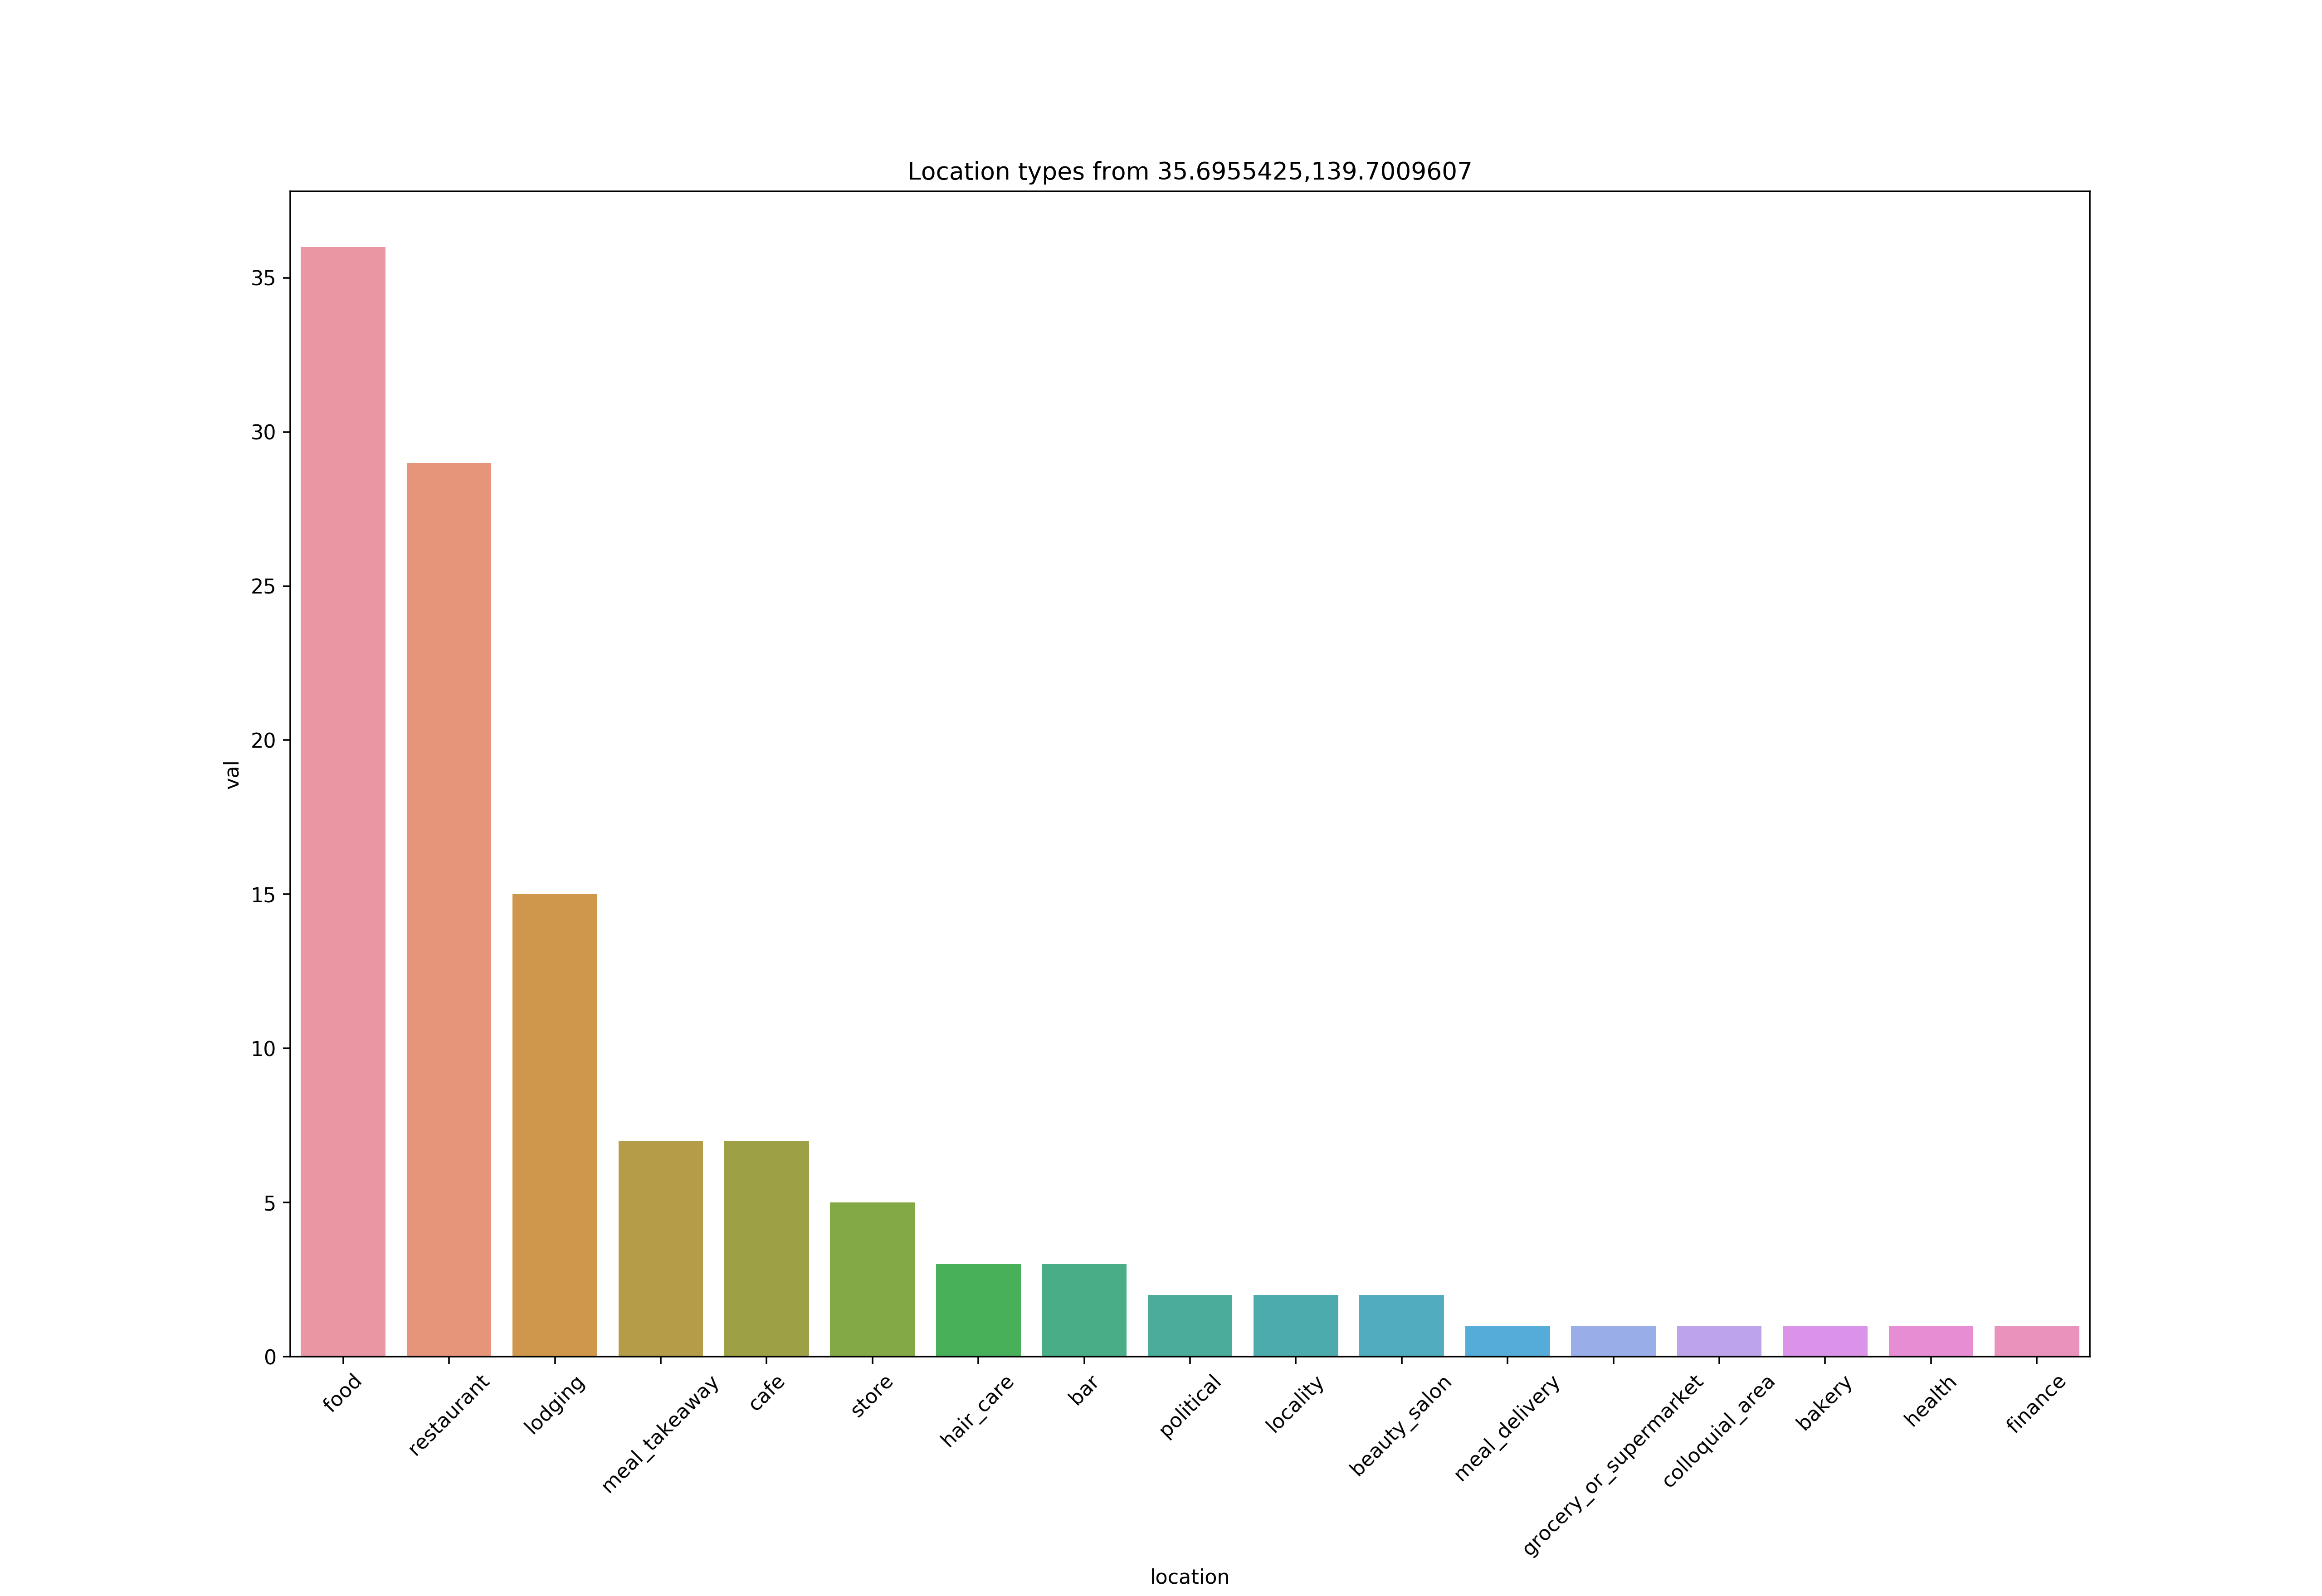 Location types from 35.6955425,139.7009607
35
30
25
20
15
10
5
0
val
food
restaurant
lodging
meal_takeaway
cafe
store
hair_care
bar
political
locality
beauty_salon
meal_delivery
grocery_or_supermarket
colloquial_area
bakery
health
finance
location